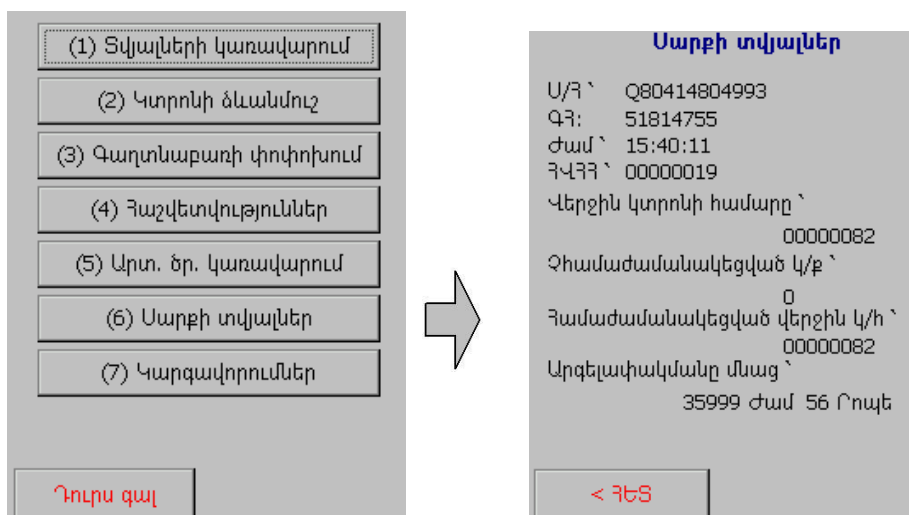 (1) Տվյալների կառավարում
(2) Կտրոնի ձևանմուշ
(3) Գաղտնաբառի փոփոխում
(4) Հաշվետվություններ
(5) Արտ. ծր. կառավարում
(6) Սարքի տվյալներ
(7) Կարգավորումներ
Դուրս գալ
Սարքի տվյալներ
Ս/Հ՝ Q80414804993
ԳՀ: 51814755
Ժամ՝ 15:40:11
ՀՎՀՀ՝ 00000019
Վերջին կտրոնի համարը՝
00000082
Չհամաժամանակեցված կ/ք՝
0
Համաժամանակեցված վերջին կ/հ՝
00000082
Արգելափակմանը մնաց՝
35999 Ժամ 56 Րոպե
< ՀԵՏ